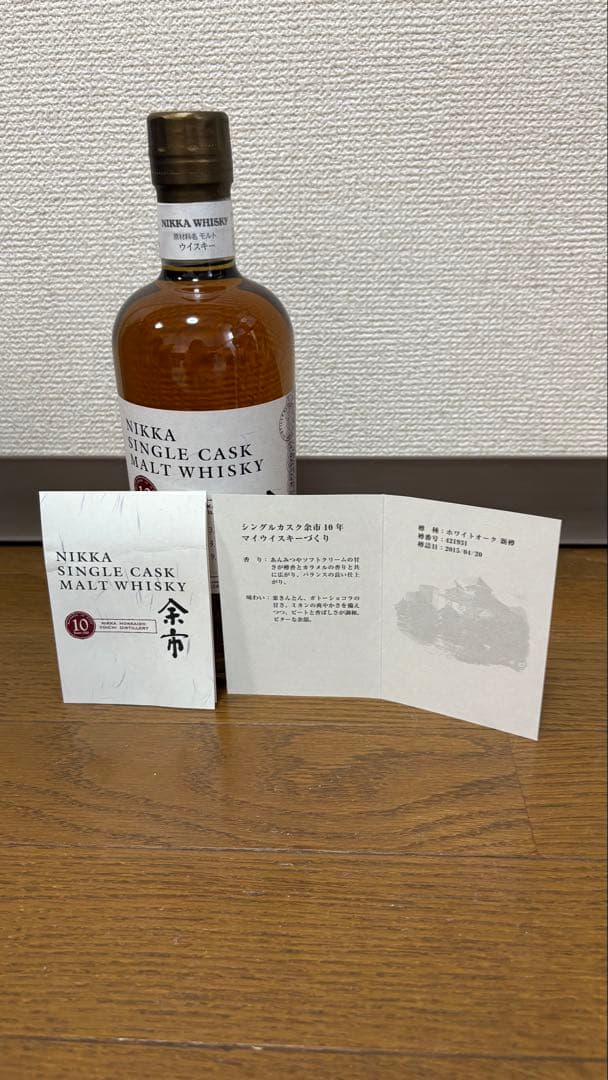 NIKKA WHISKY
原材料名 モルト
ウイスキー
NIKKA
SINGLE CASK
MALT WHISKY
10
NIKKA
SINGLE CASK
MALT WHISKY
余市
10
NIKKA HOKKAIDO
YOICHI DISTILLERY
シングルカスク余市10年
マイウイスキーづくり
香り：あんみつやソフトクリームの甘
さが樽香とカラメルの香りと共
に広がり、バランスの良い仕上
がり。
味わい：栗きんとん、ガトーショコラの
甘さ、ミカンの爽やかさを備え
つつ、ピートと香ばしさが調和。
ビターな余韻。
樽　種：ホワイトオーク 新樽
樽番号：421931
樽詰日：2015/04/20